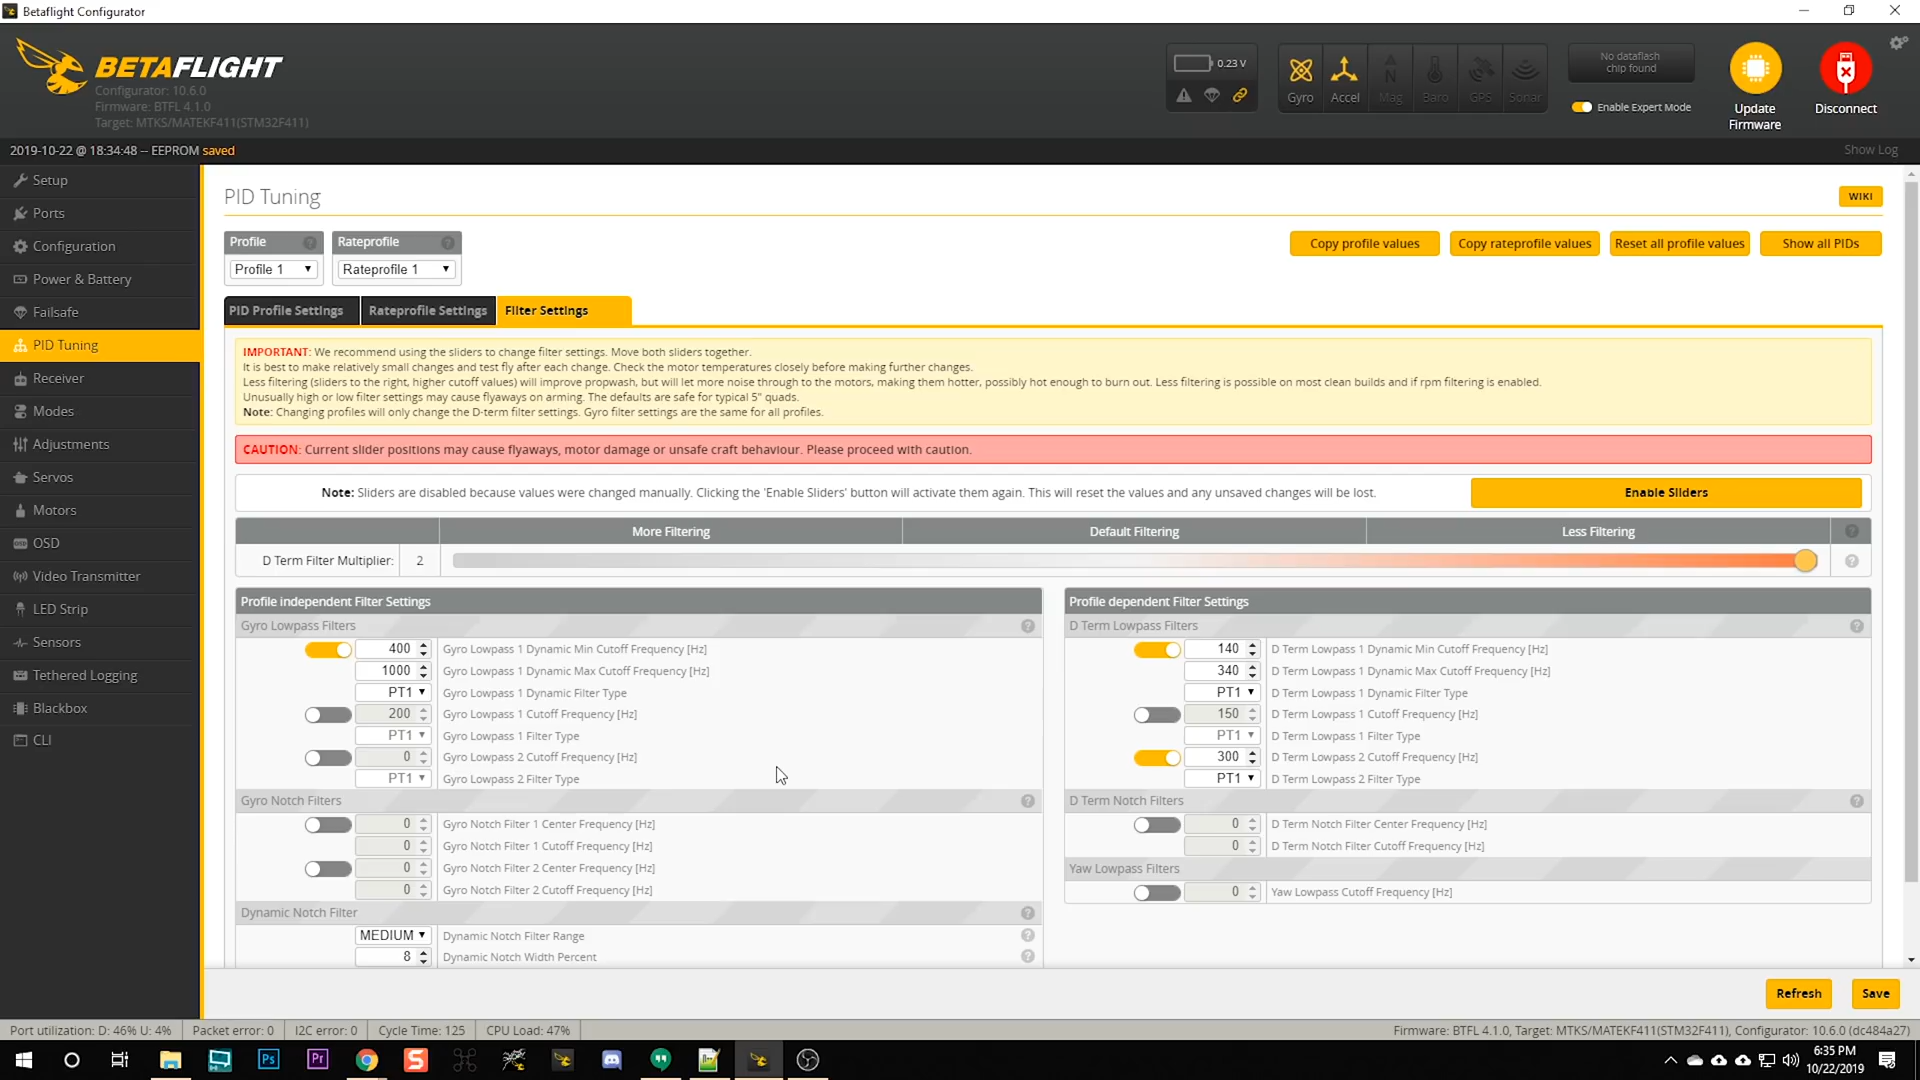 Betaflight Configurator
BETAFLIGHT
Configurator: 10.6.0
Firmware: BTFL 4.1.0
Target: MTKS/MATEKF411(STM32F411)
0.23 V
Gyro
Accel
Mag
Baro
GPS
Sonar
No dataflash
chip found
Enable Expert Mode
Update
Firmware
Disconnect
2019-10-22 @ 18:34:48 -- EEPROM saved
Show Log
Setup
Ports
Configuration
Power & Battery
Failsafe
PID Tuning
Receiver
Modes
Adjustments
Servos
Motors
OSD
Video Transmitter
LED Strip
Sensors
Tethered Logging
Blackbox
CLI
PID Tuning
WIKI
Profile
Rateprofile
Profile 1
Rateprofile 1
Copy profile values
Copy rateprofile values
Reset all profile values
Show all PIDs
PID Profile Settings
Rateprofile Settings
Filter Settings
IMPORTANT: We recommend using the sliders to change filter settings. Move both sliders together.
It is best to make relatively small changes and test fly after each change. Check the motor temperatures closely before making further changes.
Less filtering (sliders to the right, higher cutoff values) will improve propwash, but will let more noise through to the motors, making them hotter, possibly hot enough to burn out. Less filtering is possible on most clean builds and if rpm filtering is enabled.
Unusually high or low filter settings may cause flyaways on arming. The defaults are safe for typical 5" quads.
Note: Changing profiles will only change the D-term filter settings. Gyro filter settings are the same for all profiles.
CAUTION: Current slider positions may cause flyaways, motor damage or unsafe craft behaviour. Please proceed with caution.
Note: Sliders are disabled because values were changed manually. Clicking the 'Enable Sliders' button will activate them again. This will reset the values and any unsaved changes will be lost.
Enable Sliders
More Filtering
Default Filtering
Less Filtering
D Term Filter Multiplier:
2
Profile independent Filter Settings
Gyro Lowpass Filters
400 Gyro Lowpass 1 Dynamic Min Cutoff Frequency [Hz]
1000 Gyro Lowpass 1 Dynamic Max Cutoff Frequency [Hz]
PT1 Gyro Lowpass 1 Dynamic Filter Type
200 Gyro Lowpass 1 Cutoff Frequency [Hz]
PT1 Gyro Lowpass 1 Filter Type
0 Gyro Lowpass 2 Cutoff Frequency [Hz]
PT1 Gyro Lowpass 2 Filter Type
Gyro Notch Filters
0 Gyro Notch Filter 1 Center Frequency [Hz]
0 Gyro Notch Filter 1 Cutoff Frequency [Hz]
0 Gyro Notch Filter 2 Center Frequency [Hz]
0 Gyro Notch Filter 2 Cutoff Frequency [Hz]
Dynamic Notch Filter
MEDIUM Dynamic Notch Filter Range
8 Dynamic Notch Width Percent
Profile dependent Filter Settings
D Term Lowpass Filters
140 D Term Lowpass 1 Dynamic Min Cutoff Frequency [Hz]
340 D Term Lowpass 1 Dynamic Max Cutoff Frequency [Hz]
PT1 D Term Lowpass 1 Dynamic Filter Type
150 D Term Lowpass 1 Cutoff Frequency [Hz]
PT1 D Term Lowpass 1 Filter Type
300 D Term Lowpass 2 Cutoff Frequency [Hz]
PT1 D Term Lowpass 2 Filter Type
D Term Notch Filters
0 D Term Notch Filter Center Frequency [Hz]
0 D Term Notch Filter Cutoff Frequency [Hz]
Yaw Lowpass Filters
0 Yaw Lowpass Cutoff Frequency [Hz]
Refresh
Save
Port utilization: D: 46% U: 4%
Packet error: 0
I2C error: 0
Cycle Time: 125
CPU Load: 47%
Firmware: BTFL 4.1.0, Target: MTKS/MATEKF411(STM32F411), Configurator: 10.6.0 (dc484a27)
Ps
Pr
S
6:35 PM
10/22/2019